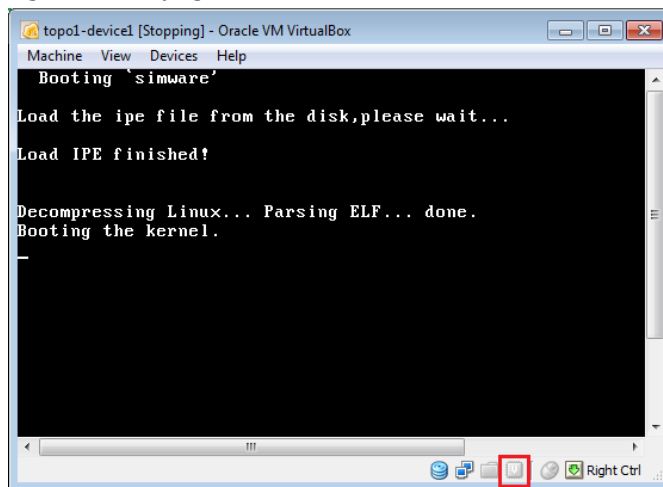 topo1-device1 [Stopping] - Oracle VM VirtualBox
Machine View Devices Help
Booting `simware'
Load the ipe file from the disk,please wait...
Load IPE finished!
Decompressing Linux... Parsing ELF... done.
Booting the kernel.
Right Ctrl